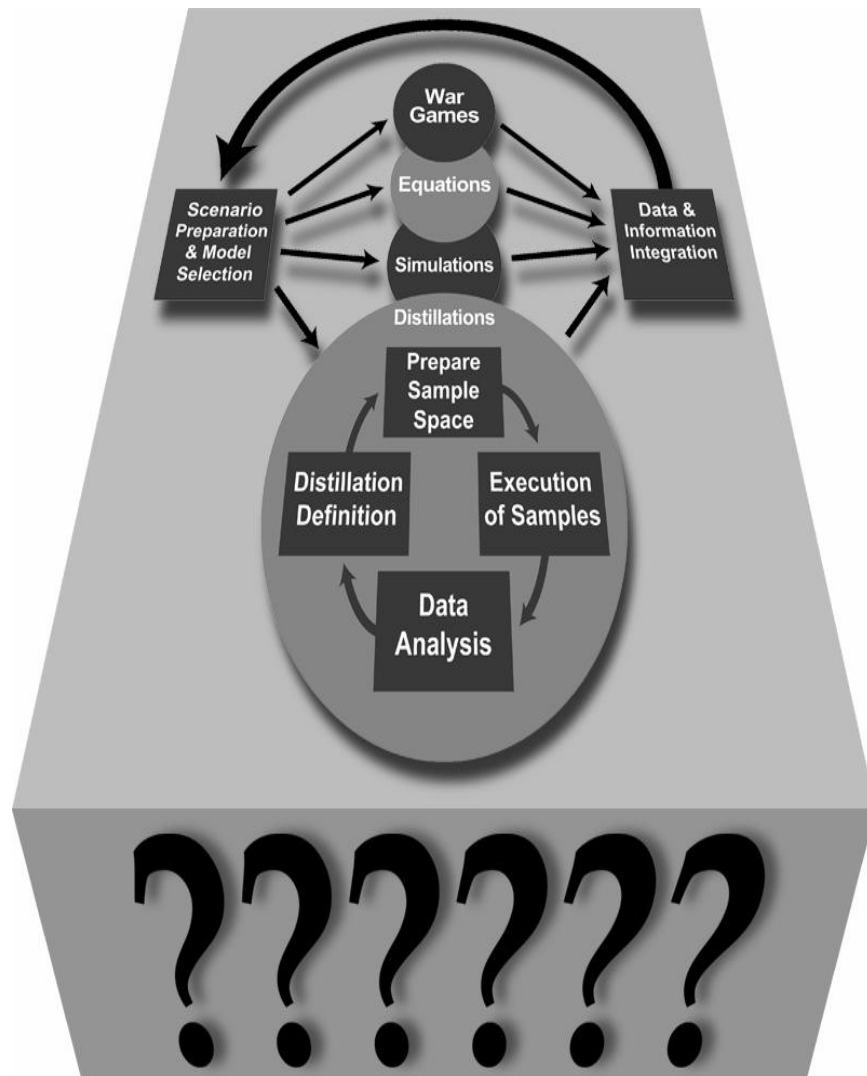 War
Games
Equations
Simulations
Distillations
Scenario
Preparation
& Model
Selection
Data &
Information
Integration
Prepare
Sample
Space
Distillation
Definition
Execution
of Samples
Data
Analysis
? ? ? ? ? ?